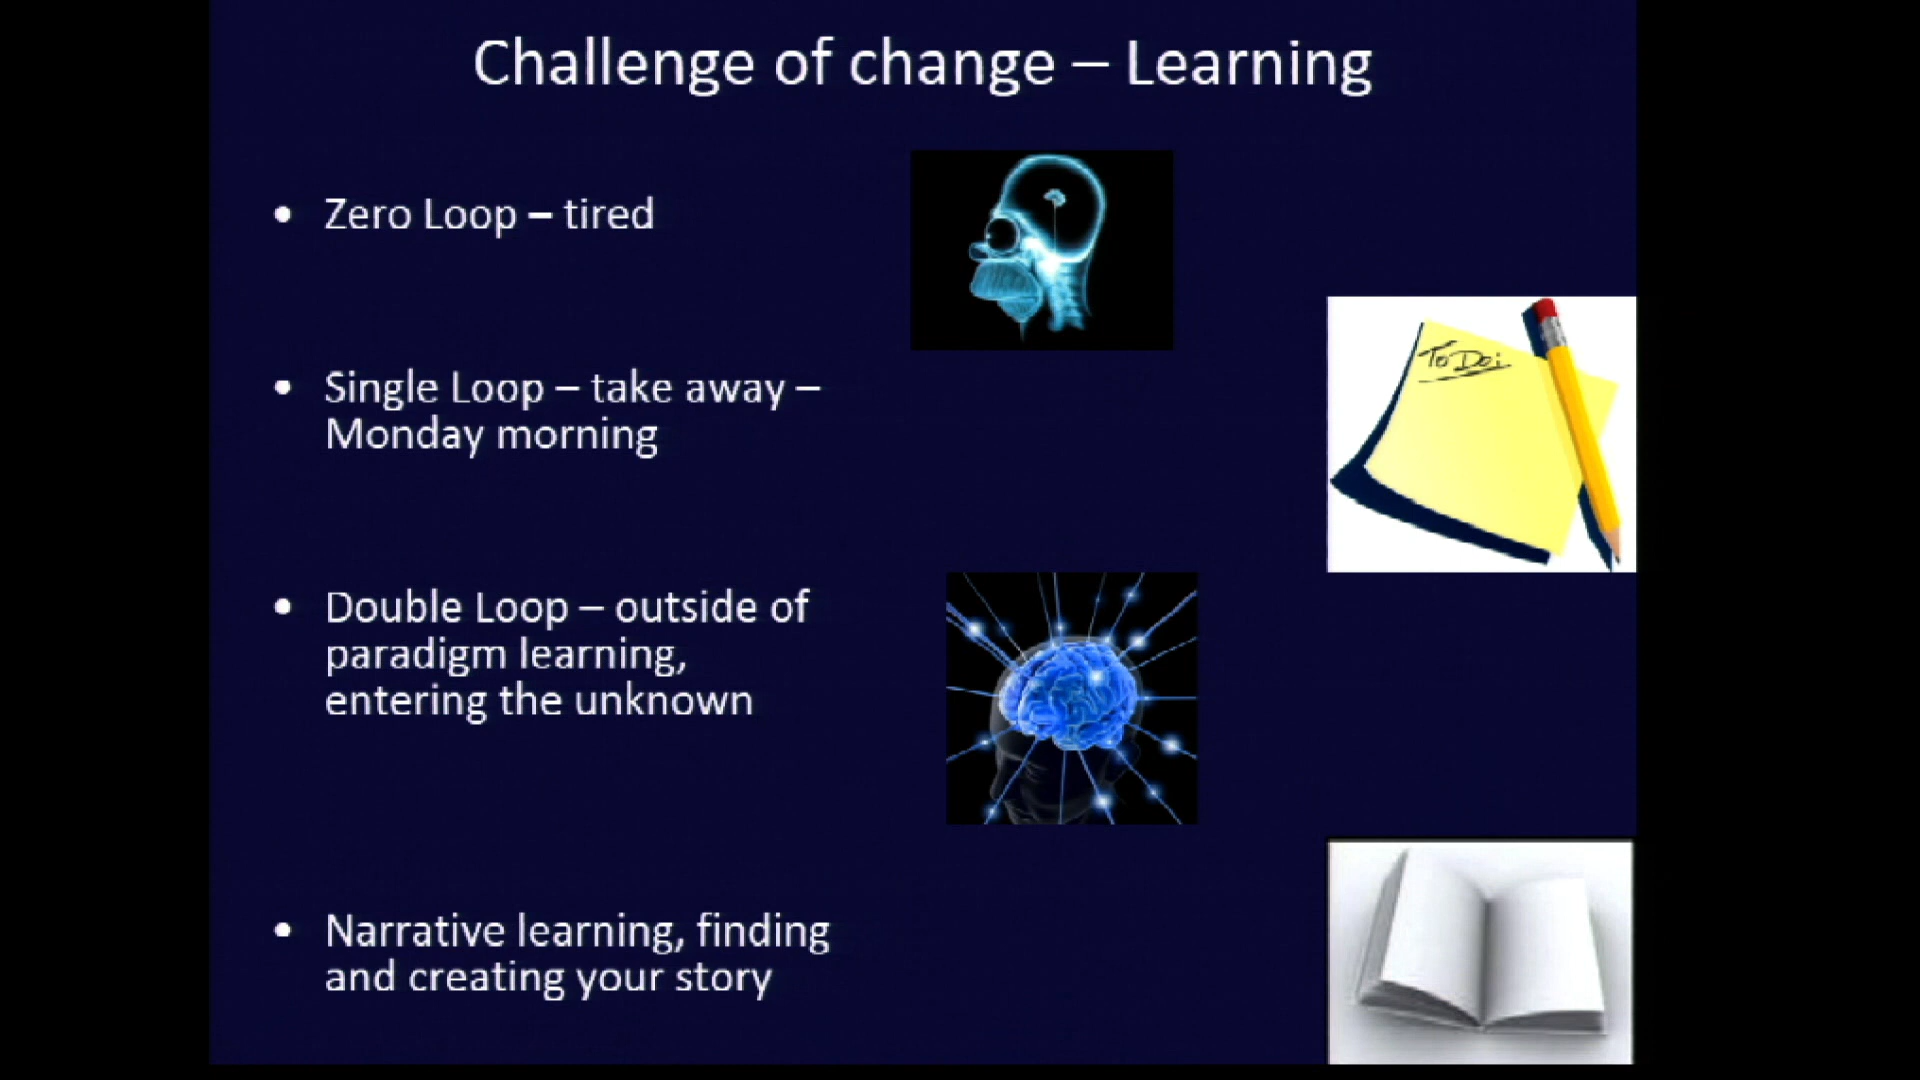 Challenge of change – Learning
• Zero Loop – tired
• Single Loop – take away –
Monday morning
To Do:
• Double Loop – outside of
paradigm learning,
entering the unknown
• Narrative learning, finding
and creating your story